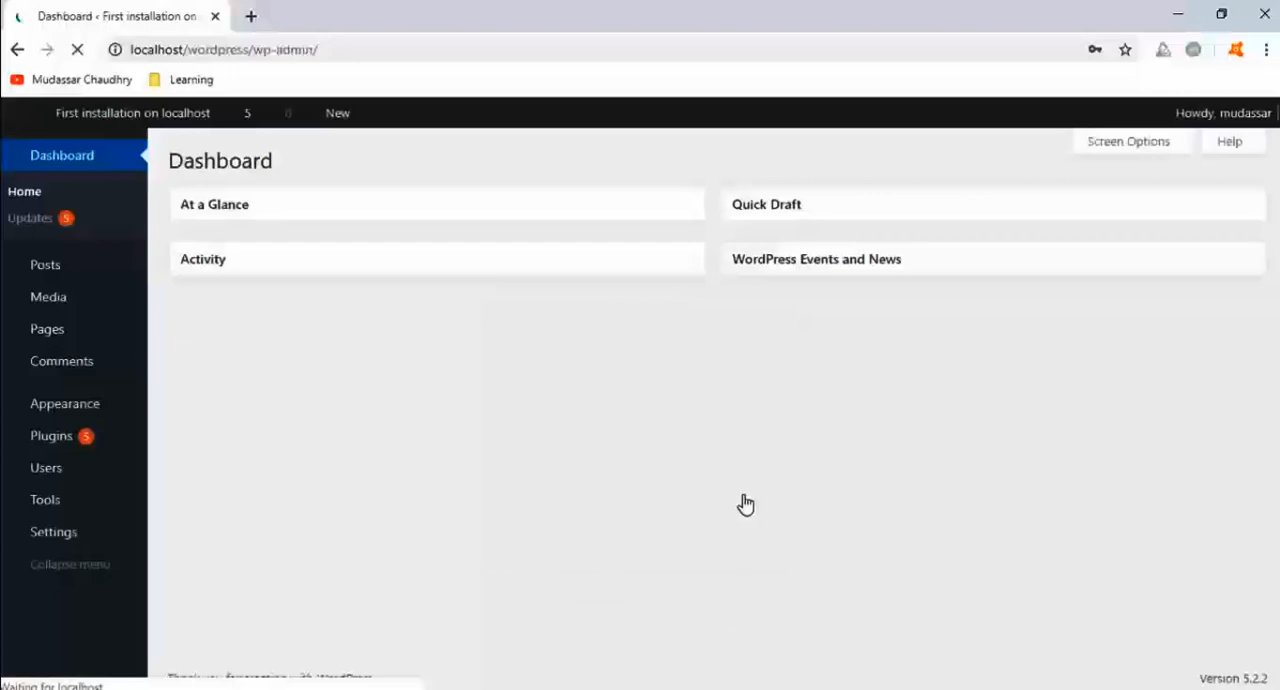 Dashboard ‹ First installation on
localhost/wordpress/wp-admin/
Mudassar Chaudhry Learning
First installation on localhost 5 0 New Howdy, mudassar
Screen Options Help
Dashboard
Dashboard
Home
Updates 5
Posts
Media
Pages
Comments
Appearance
Plugins 5
Users
Tools
Settings
Collapse menu
At a Glance
Quick Draft
Activity
WordPress Events and News
Version 5.2.2
Waiting for localhost